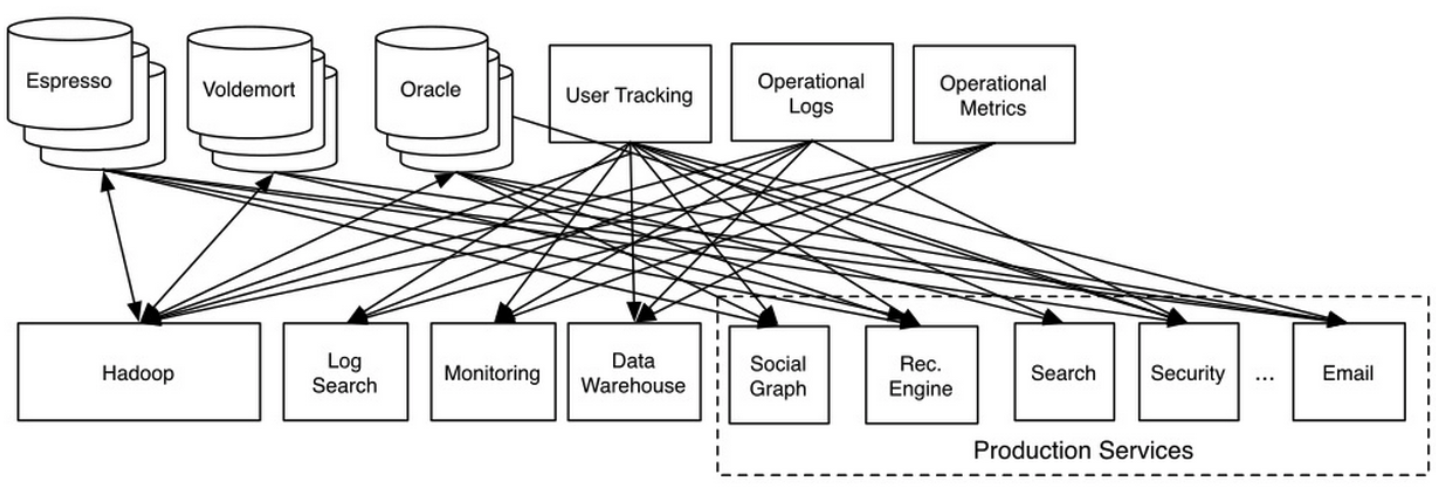 Espresso
Voldemort
Oracle
User Tracking
Operational
Logs
Operational
Metrics
Hadoop
Log
Search
Monitoring
Data
Warehouse
Social
Graph
Rec.
Engine
Search
Security
...
Email
Production Services